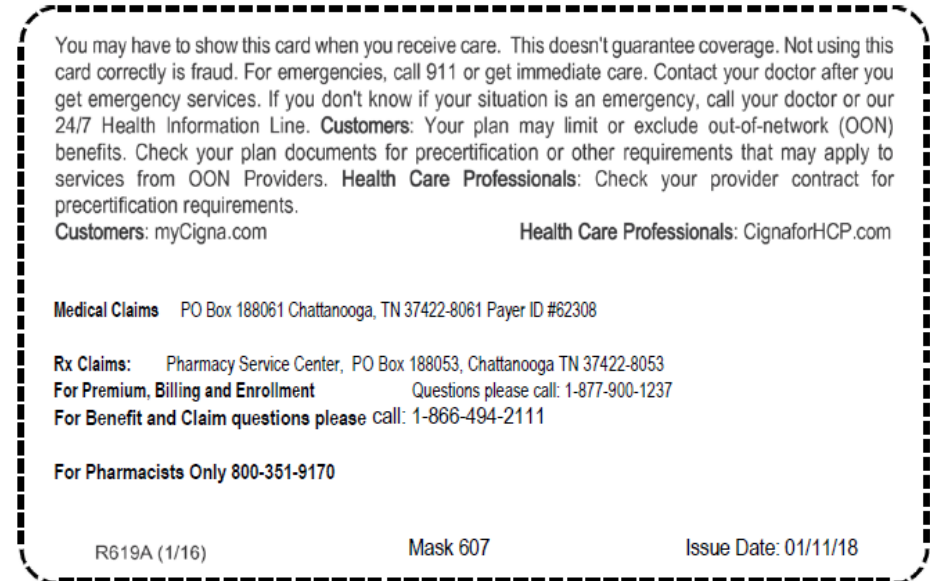 You may have to show this card when you receive care. This doesn't guarantee coverage. Not using this
card correctly is fraud. For emergencies, call 911 or get immediate care. Contact your doctor after you
get emergency services. If you don't know if your situation is an emergency, call your doctor or our
24/7 Health Information Line. Customers: Your plan may limit or exclude out-of-network (OON)
benefits. Check your plan documents for precertification or other requirements that may apply to
services from OON Providers. Health Care Professionals: Check your provider contract for
precertification requirements.
Customers: myCigna.com Health Care Professionals: CignaforHCP.com
Medical Claims PO Box 188061 Chattanooga, TN 37422-8061 Payer ID #62308
Rx Claims: Pharmacy Service Center, PO Box 188053, Chattanooga TN 37422-8053
For Premium, Billing and Enrollment Questions please call: 1-877-900-1237
For Benefit and Claim questions please call: 1-866-494-2111
For Pharmacists Only 800-351-9170
R619A (1/16) Mask 607 Issue Date: 01/11/18